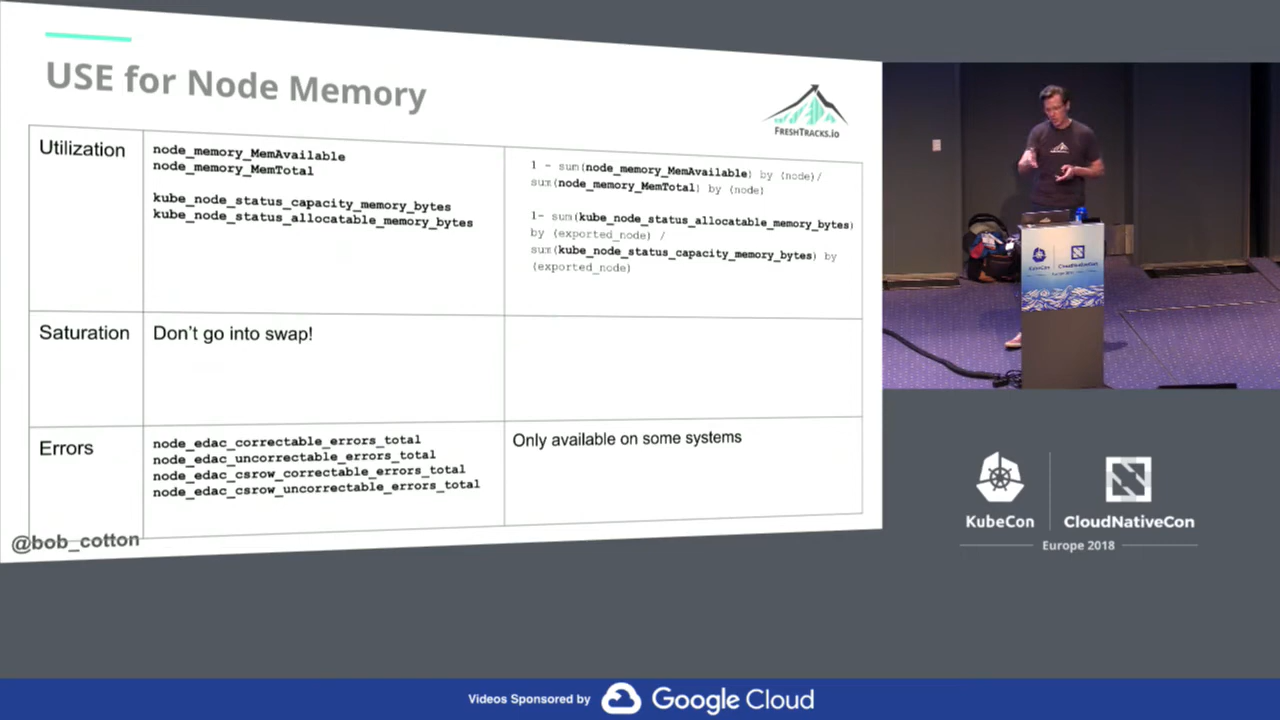 USE for Node Memory
FRESHTRACKS.IO
Utilization
node_memory_MemAvailable
node_memory_MemTotal
kube_node_status_capacity_memory_bytes
kube_node_status_allocatable_memory_bytes
1 - sum(node_memory_MemAvailable) by (node)/
sum(node_memory_MemTotal) by (node)
1- sum(kube_node_status_allocatable_memory_bytes)
by (exported_node) /
sum(kube_node_status_capacity_memory_bytes) by
(exported_node)
Saturation
Don't go into swap!
Errors
node_edac_correctable_errors_total
node_edac_uncorrectable_errors_total
node_edac_csrow_correctable_errors_total
node_edac_csrow_uncorrectable_errors_total
Only available on some systems
@bob_cotton
KubeCon
CloudNativeCon
KubeCon
CloudNativeCon
Europe 2018
Videos Sponsored by
Google Cloud